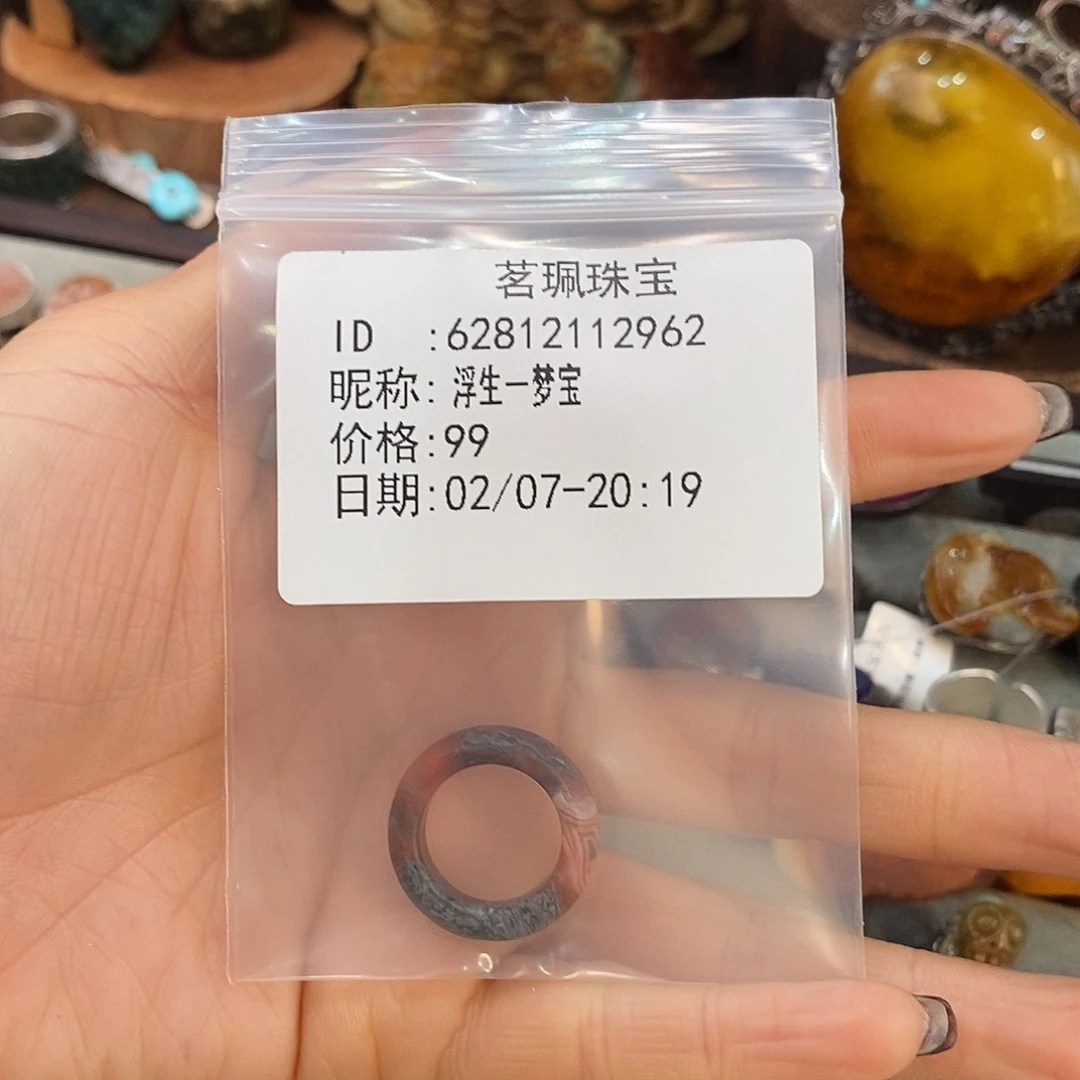 茗珮珠宝
ID :62812112962
昵称: 浮生一梦宝
价格:99
日期:02/07-20:19